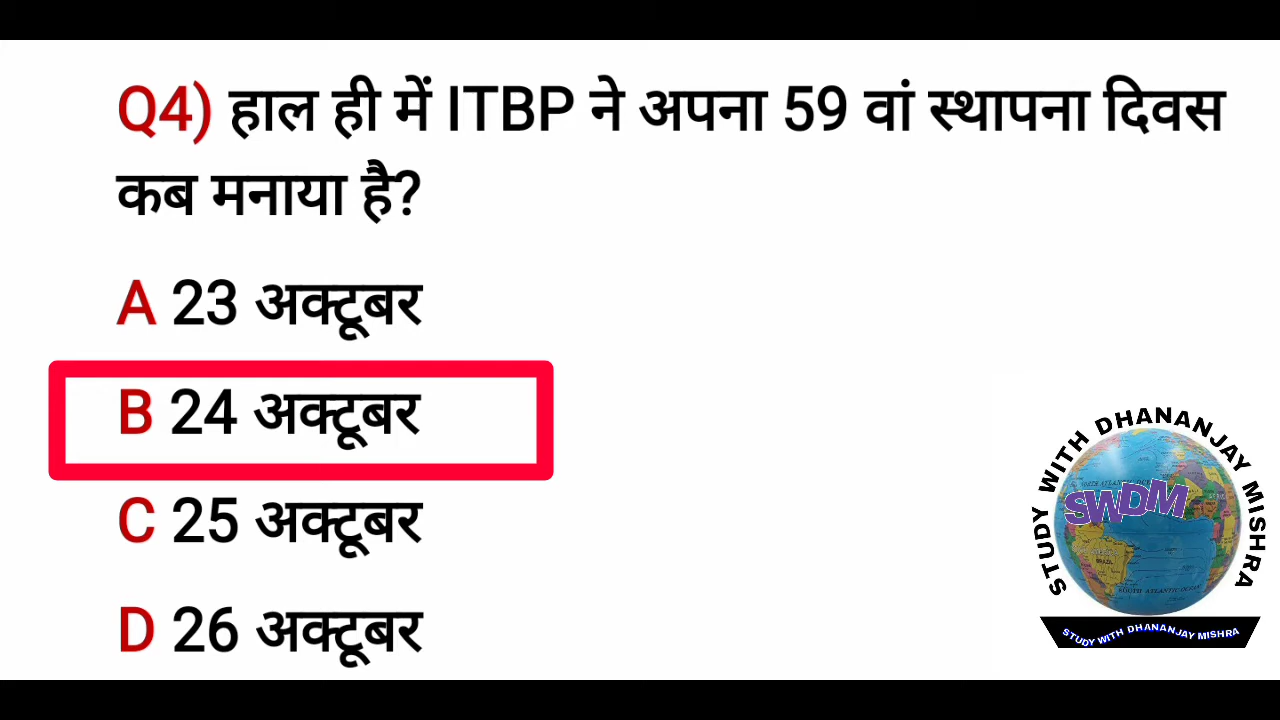 Q4) हाल ही में ITBP ने अपना 59 वां स्थापना दिवस
कब मनाया है?
A 23 अक्टूबर
B 24 अक्टूबर
C 25 अक्टूबर
D 26 अक्टूबर
STUDY WITH DHANANJAY MISHRA
SWDM
STUDY WITH DHANANJAY MISHRA